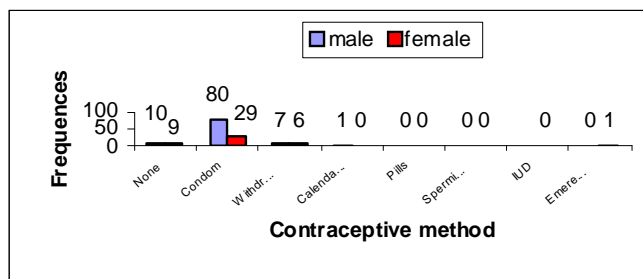 male female
Frequences
100
50
0
10 9 80 29 7 6 1 0 0 0 0 0 0 0 1
None Condom Withdr... Calenda... Pills Spermi... IUD Emere...
Contraceptive method